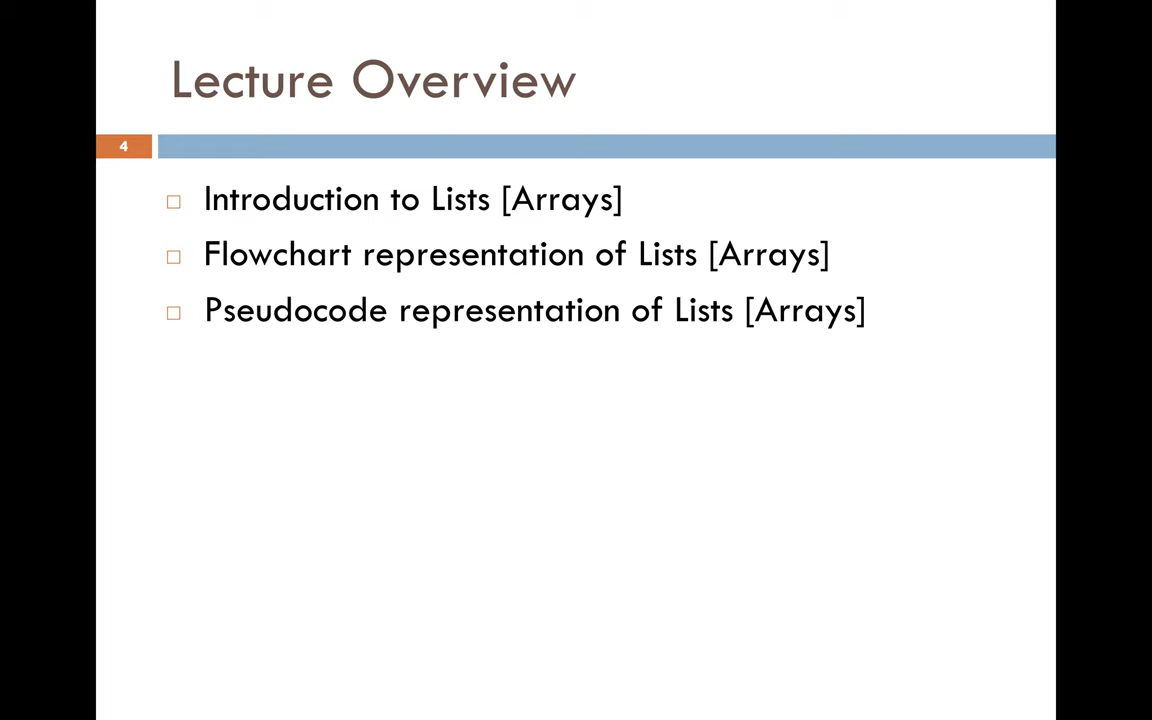 Lecture Overview
4
Introduction to Lists [Arrays]
Flowchart representation of Lists [Arrays]
Pseudocode representation of Lists [Arrays]